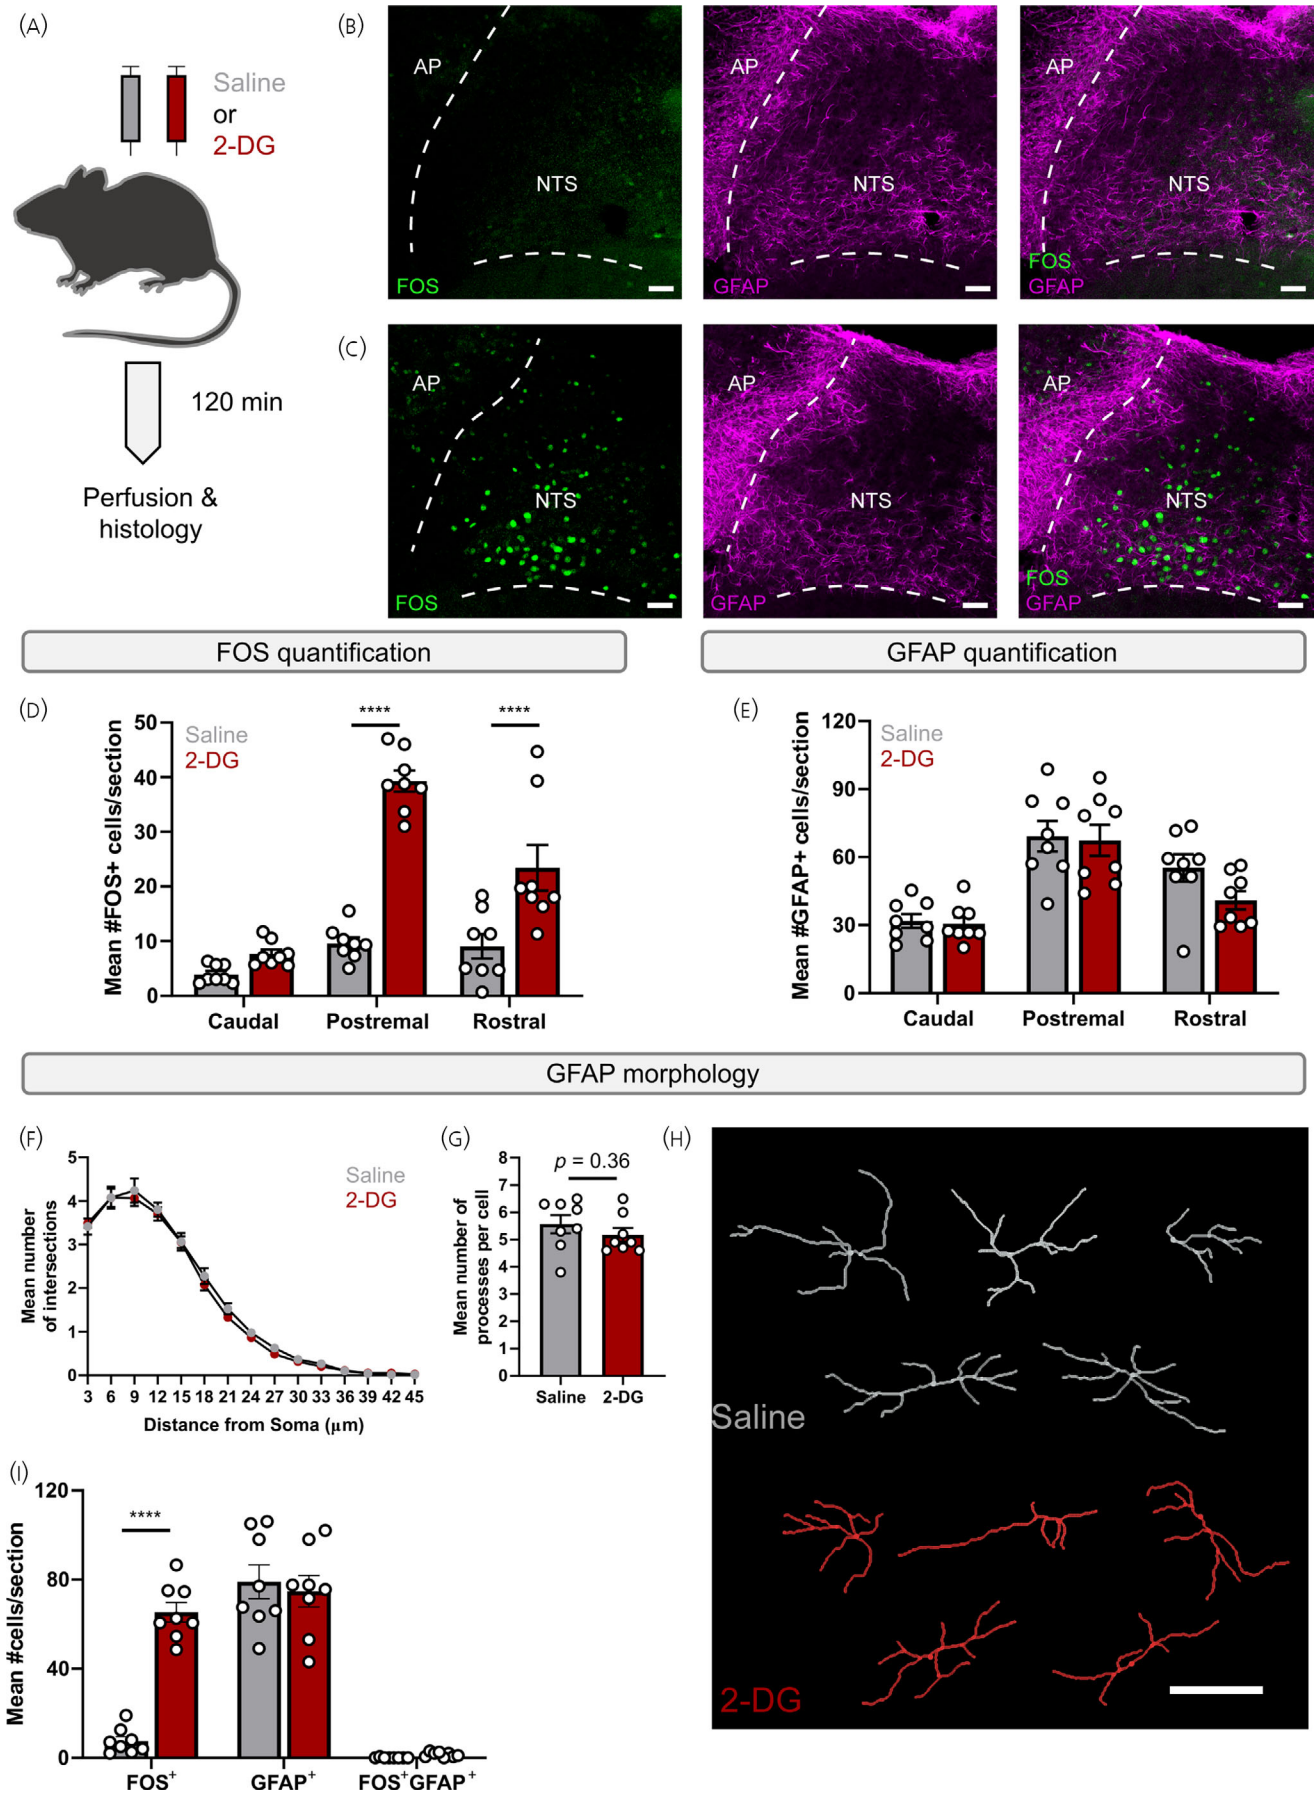 (A)
Saline
or
2-DG
120 min
Perfusion &
histology
(B)
AP
NTS
FOS
AP
NTS
GFAP
AP
NTS
FOS
GFAP
(C)
AP
NTS
FOS
AP
NTS
GFAP
AP
NTS
FOS
GFAP
FOS quantification
GFAP quantification
(D)
Mean #FOS+ cells/section
50
40
30
20
10
0
Saline
2-DG
****
****
Caudal
Postremal
Rostral
(E)
Mean #GFAP+ cells/section
120
90
60
30
0
Saline
2-DG
Caudal
Postremal
Rostral
GFAP morphology
(F)
Mean number
of intersections
5
4
3
2
1
0
Saline
2-DG
3 6 9 12 15 18 21 24 27 30 33 36 39 42 45
Distance from Soma (μm)
(G)
Mean number of
processes per cell
8
7
6
5
4
3
2
1
0
p = 0.36
Saline
2-DG
(H)
Saline
2-DG
(I)
Mean #cells/section
120
80
40
0
****
FOS+
GFAP+
FOS+GFAP+